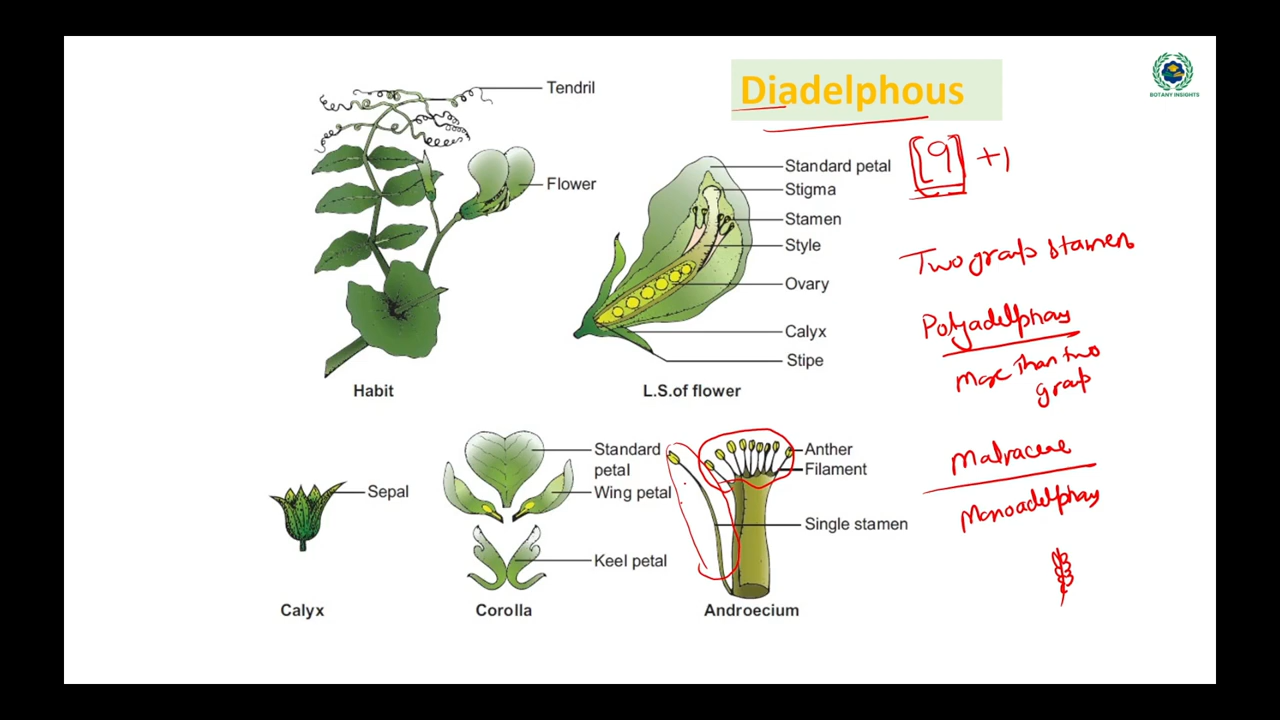 Diadelphous
BOTANY INSIGHTS
[9] +1
Two group stamen
Polyadelphous
More than two
group
Malvaceae
Monoadelphous
Tendril
Flower
Habit
Standard petal
Stigma
Stamen
Style
Ovary
Calyx
Stipe
L.S.of flower
Sepal
Calyx
Standard
petal
Wing petal
Keel petal
Corolla
Anther
Filament
Single stamen
Androecium